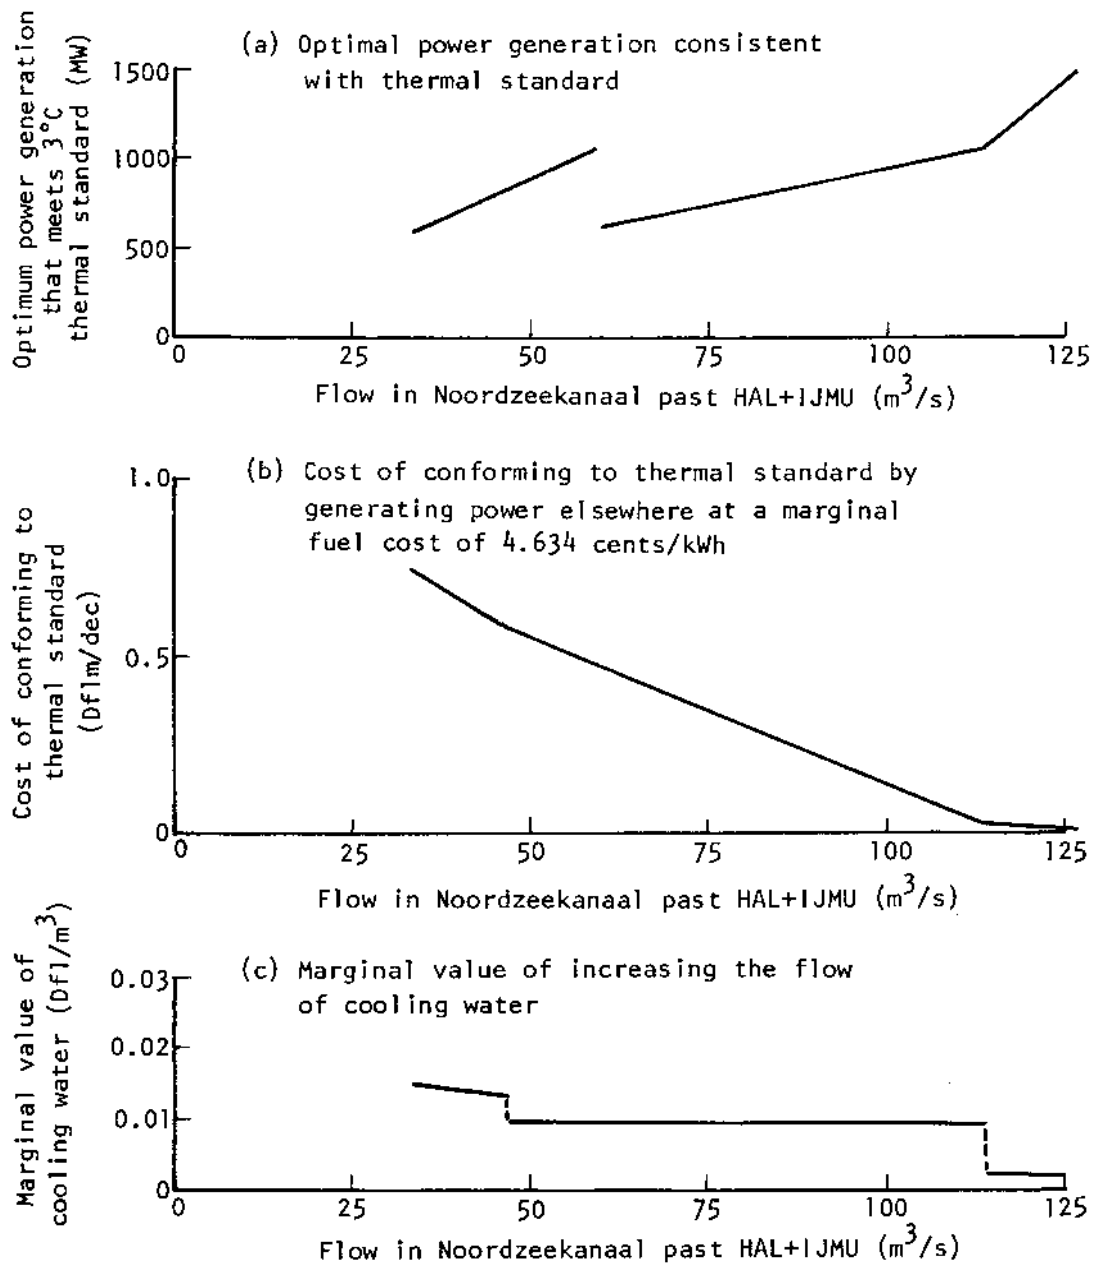 (a) Optimal power generation consistent
with thermal standard
Optimum power generation
that meets 3°C
thermal standard (MW)
1500
1000
500
0
0 25 50 75 100 125
Flow in Noordzeekanaal past HAL+IJMU (m³/s)
(b) Cost of conforming to thermal standard by
generating power elsewhere at a marginal
fuel cost of 4.634 cents/kWh
Cost of conforming to
thermal standard
(Dflm/dec)
1.0
0.5
0
0 25 50 75 100 125
Flow in Noordzeekanaal past HAL+IJMU (m³/s)
(c) Marginal value of increasing the flow
of cooling water
Marginal value of
cooling water (Dfl/m³)
0.03
0.02
0.01
0
0 25 50 75 100 125
Flow in Noordzeekanaal past HAL+IJMU (m³/s)